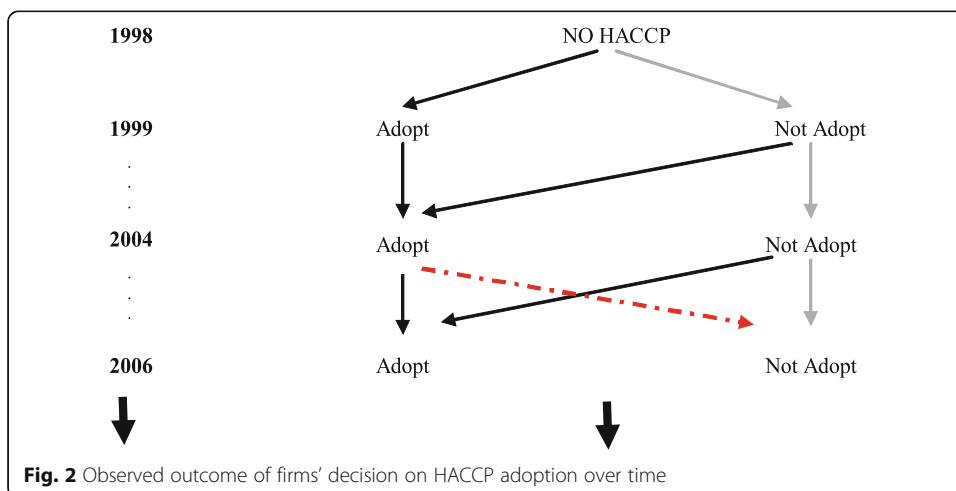 1998 NO HACCP
1999 Adopt Not Adopt
.
.
.
2004 Adopt Not Adopt
.
.
.
2006 Adopt Not Adopt
Fig. 2 Observed outcome of firms' decision on HACCP adoption over time